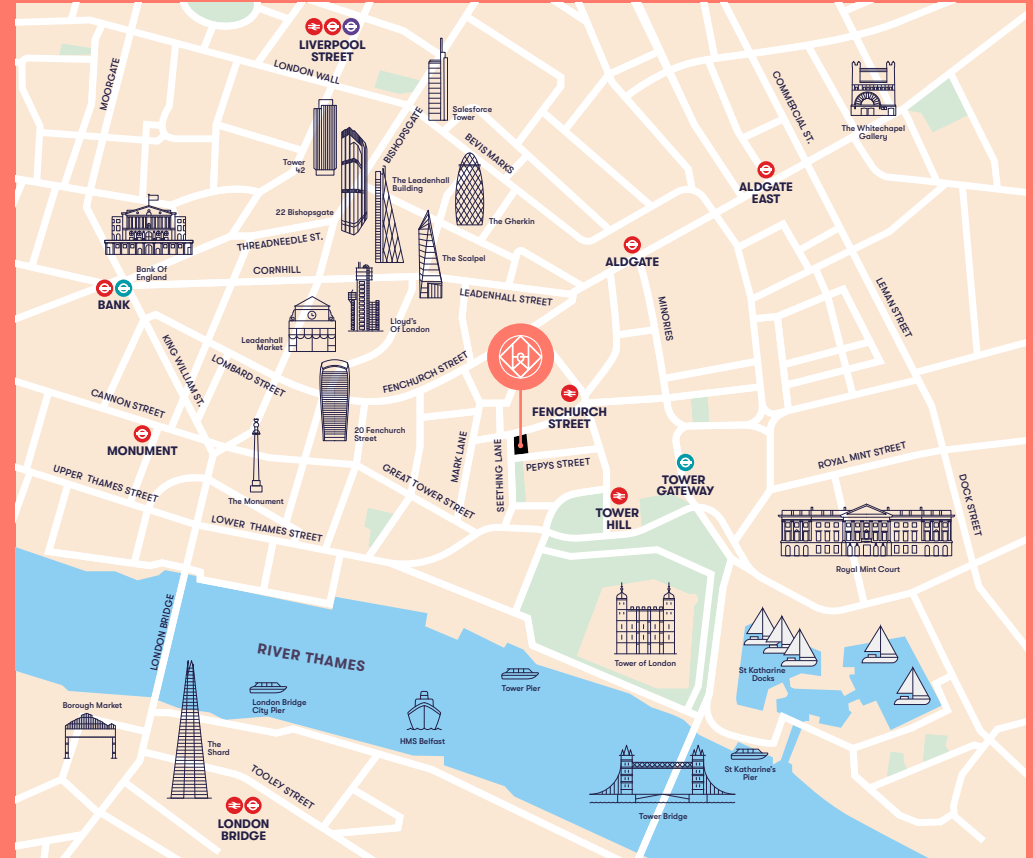 LIVERPOOL
STREET
LONDON WALL
MOORGATE
COMMERCIAL ST.
Salesforce
Tower
The Whitechapel
Gallery
BISHOPSGATE
BEVIS MARKS
Tower
42
The Leadenhall
Building
ALDGATE
EAST
22 Bishopsgate
The Gherkin
THREADNEEDLE ST.
The Scalpel
ALDGATE
Bank Of
England
CORNHILL
BANK
LEADENHALL STREET
MINORIES
LEMAN STREET
Lloyd's
Of London
Leadenhall
Market
KING WILLIAM ST.
LOMBARD STREET
FENCHURCH STREET
CANNON STREET
FENCHURCH
STREET
MONUMENT
20 Fenchurch
Street
MARK LANE
SEETHING LANE
PEPYS STREET
ROYAL MINT STREET
UPPER THAMES STREET
GREAT TOWER STREET
TOWER
GATEWAY
DOCK STREET
The Monument
TOWER
HILL
LOWER THAMES STREET
Royal Mint Court
LONDON BRIDGE
RIVER THAMES
Tower of London
St Katharine
Docks
Tower Pier
London Bridge
City Pier
Borough Market
HMS Belfast
The
Shard
TOOLEY STREET
St Katharine's
Pier
LONDON
BRIDGE
Tower Bridge